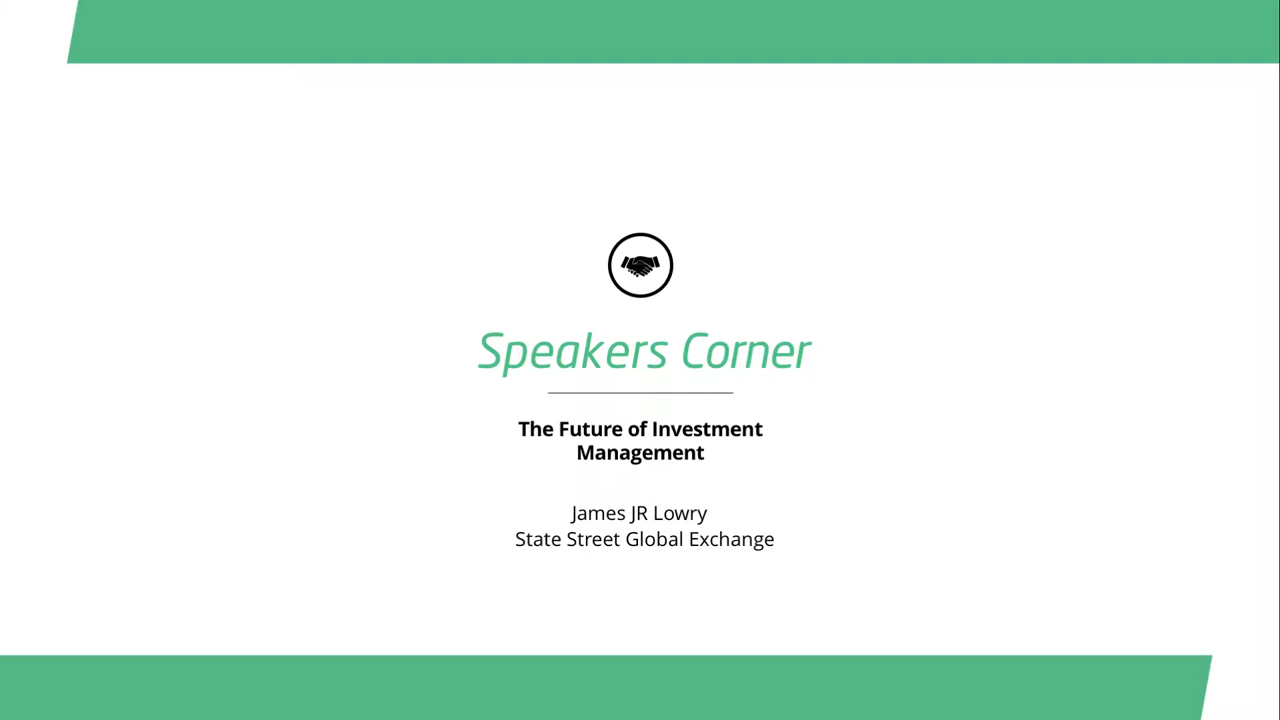 Speakers Corner
The Future of Investment
Management
James JR Lowry
State Street Global Exchange